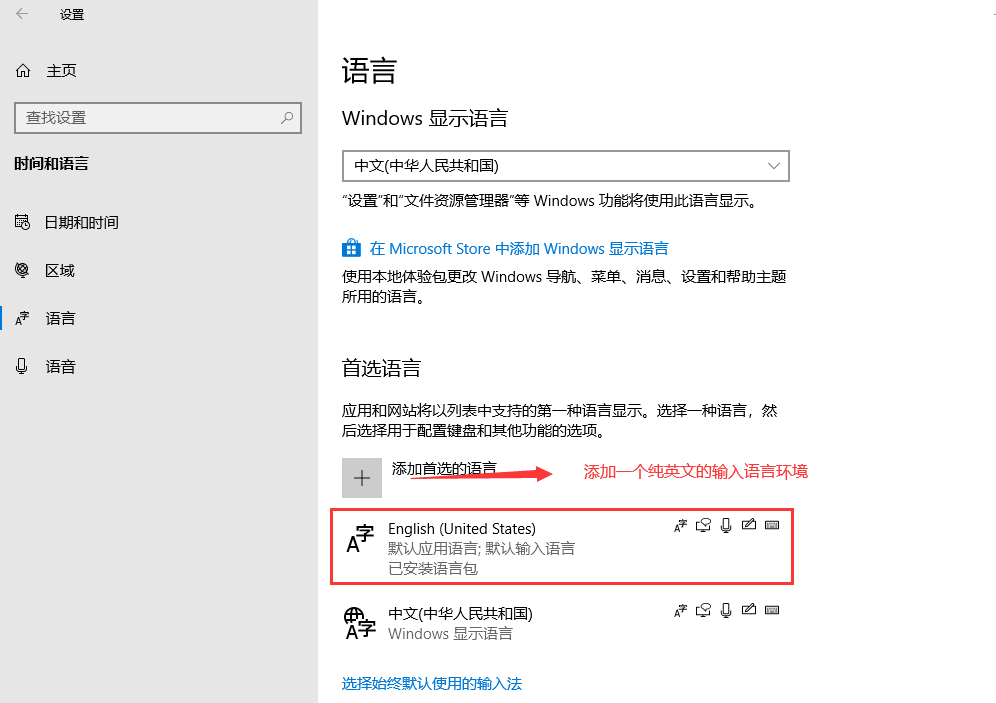 设置
主页
查找设置
时间和语言
日期和时间
区域
语言
语音
语言
Windows 显示语言
中文(中华人民共和国)
“设置”和“文件资源管理器”等 Windows 功能将使用此语言显示。
在 Microsoft Store 中添加 Windows 显示语言
使用本地体验包更改 Windows 导航、菜单、消息、设置和帮助主题
所用的语言。
首选语言
应用和网站将以列表中支持的第一种语言显示。选择一种语言，然
后选择用于配置键盘和其他功能的选项。
添加首选的语言
添加一个纯英文的输入语言环境
English (United States)
默认应用语言; 默认输入语言
已安装语言包
中文(中华人民共和国)
Windows 显示语言
选择始终默认使用的输入法